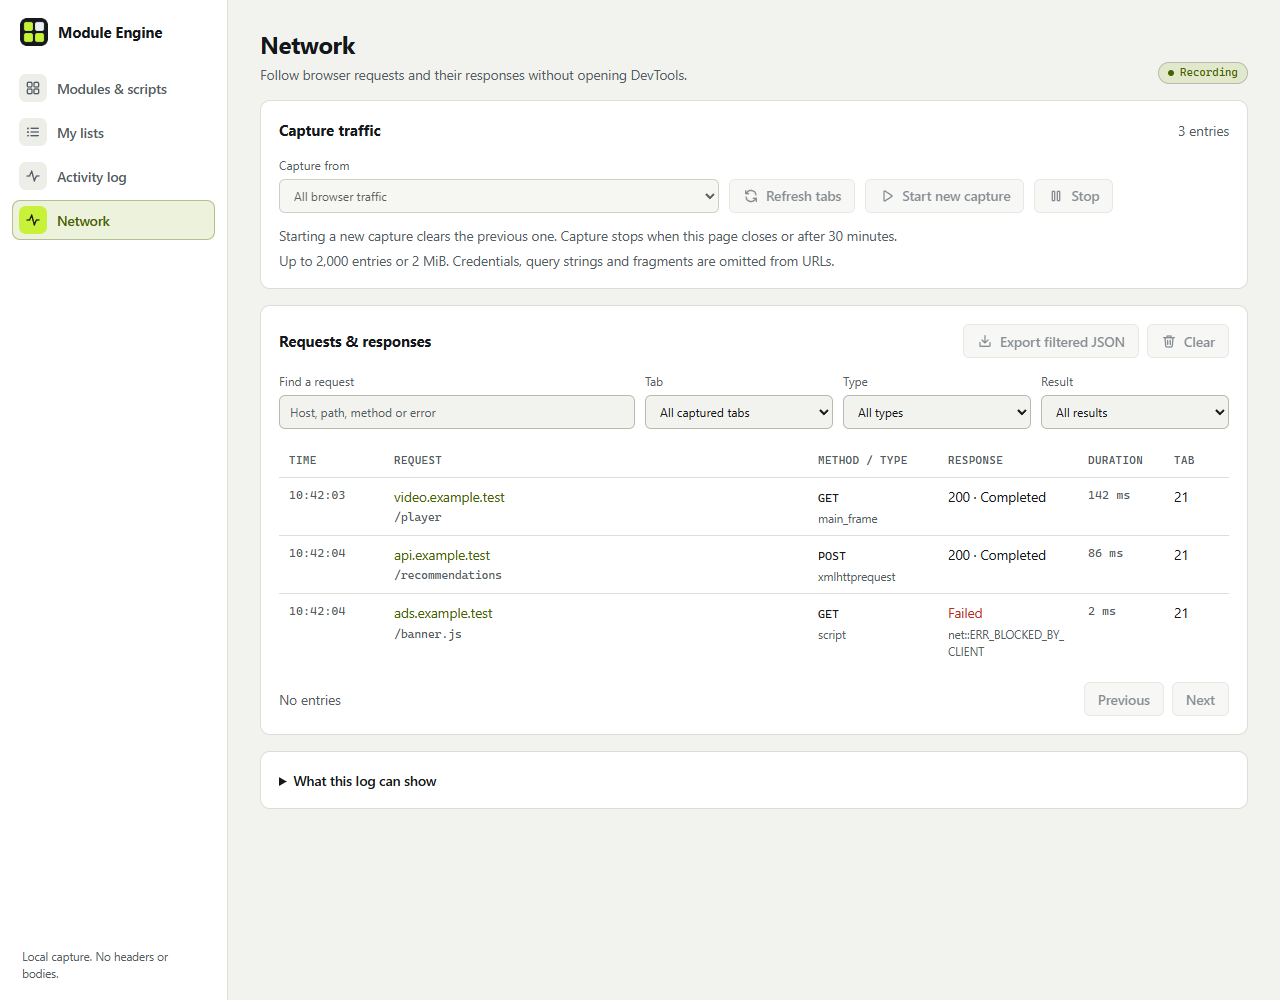 Module Engine
Modules & scripts
My lists
Activity log
Network
Local capture. No headers or
bodies.
Network
Follow browser requests and their responses without opening DevTools.
Recording
Capture traffic
3 entries
Capture from
All browser traffic
Refresh tabs
Start new capture
Stop
Starting a new capture clears the previous one. Capture stops when this page closes or after 30 minutes.
Up to 2,000 entries or 2 MiB. Credentials, query strings and fragments are omitted from URLs.
Requests & responses
Export filtered JSON
Clear
Find a request
Tab
Type
Result
Host, path, method or error
All captured tabs
All types
All results
TIME REQUEST METHOD / TYPE RESPONSE DURATION TAB
10:42:03 video.example.test GET 200 · Completed 142 ms 21
/player main_frame
10:42:04 api.example.test POST 200 · Completed 86 ms 21
/recommendations xmlhttprequest
10:42:04 ads.example.test GET Failed 2 ms 21
/banner.js script net::ERR_BLOCKED_BY_
CLIENT
No entries
Previous
Next
What this log can show